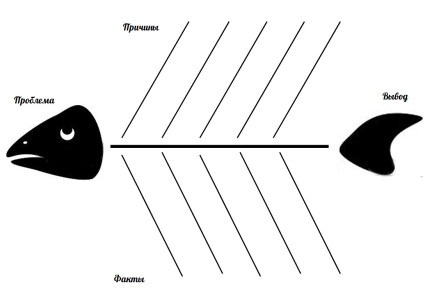 Причины
Проблема
Вывод
Факты